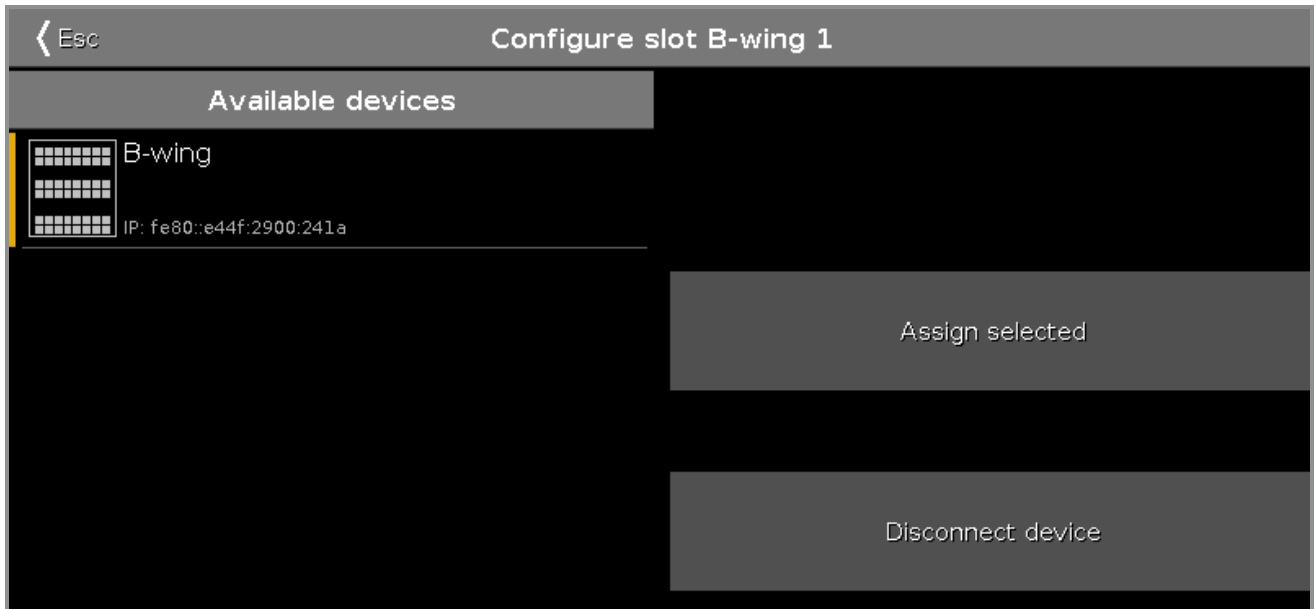 Esc
Configure slot B-wing 1
Available devices
B-wing
IP: fe80::e44f:2900:241a
Assign selected
Disconnect device